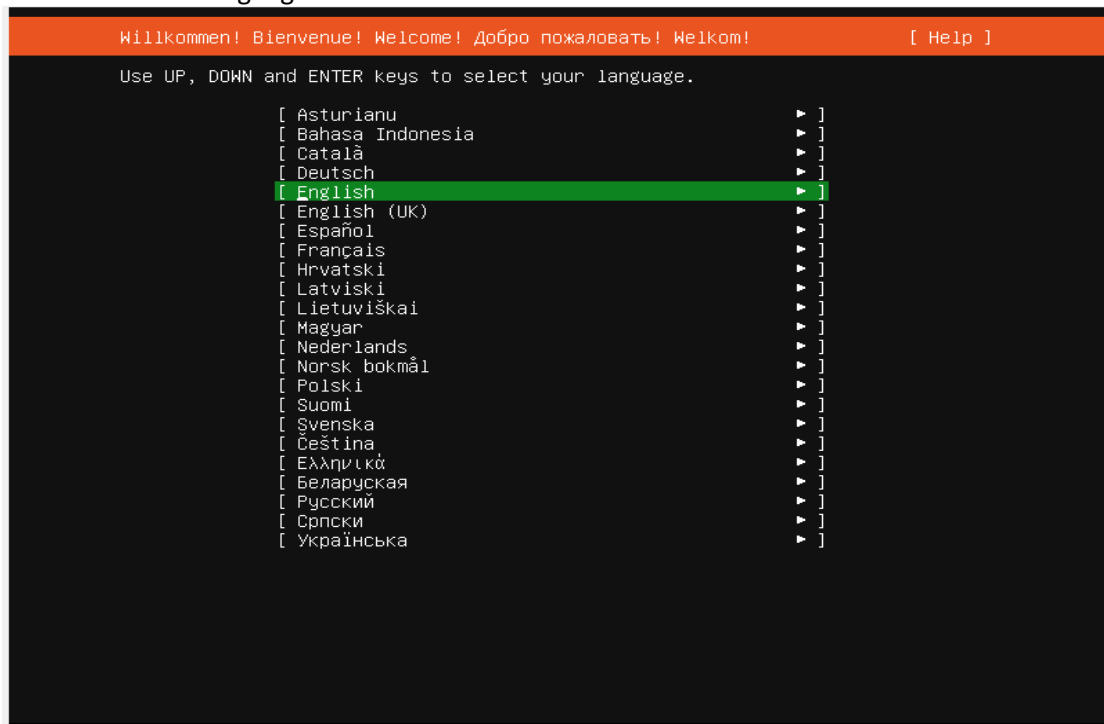 Willkommen! Bienvenue! Welcome! Добро пожаловать! Welkom! [ Help ]
Use UP, DOWN and ENTER keys to select your language.
[ Asturianu ► ]
[ Bahasa Indonesia ► ]
[ Català ► ]
[ Deutsch ► ]
[ English ► ]
[ English (UK) ► ]
[ Español ► ]
[ Français ► ]
[ Hrvatski ► ]
[ Latviski ► ]
[ Lietuviškai ► ]
[ Magyar ► ]
[ Nederlands ► ]
[ Norsk bokmål ► ]
[ Polski ► ]
[ Suomi ► ]
[ Svenska ► ]
[ Čeština ► ]
[ Ελληνικά ► ]
[ Беларуская ► ]
[ Русский ► ]
[ Српски ► ]
[ Українська ► ]